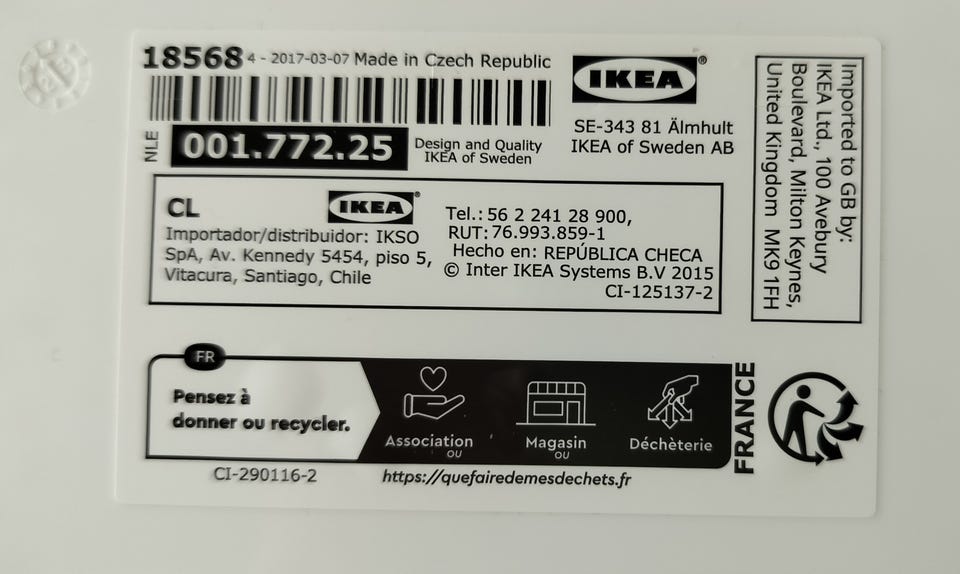 18568 4 - 2017-03-07 Made in Czech Republic
NLE
001.772.25
Design and Quality
IKEA of Sweden
IKEA®
SE-343 81 Älmhult
IKEA of Sweden AB
Imported to GB by:
IKEA Ltd., 100 Avebury
Boulevard, Milton Keynes,
United Kingdom MK9 1FH
CL
IKEA®
Importador/distribuidor: IKSO
SpA, Av. Kennedy 5454, piso 5,
Vitacura, Santiago, Chile
Tel.: 56 2 241 28 900,
RUT: 76.993.859-1
Hecho en: REPÚBLICA CHECA
© Inter IKEA Systems B.V 2015
CI-125137-2
FR
Pensez à
donner ou recycler.
Association
OU
Magasin
OU
Déchèterie
FRANCE
CI-290116-2
https://quefairedemesdechets.fr